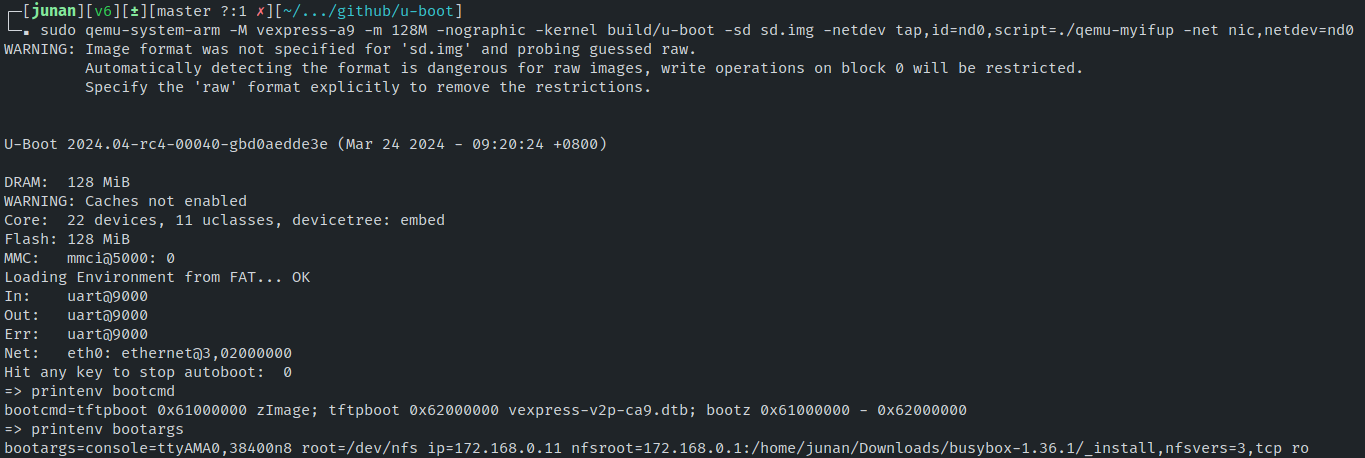 ┌─[junan][v6][±][master ?:1 ✗][~/.../github/u-boot]
└─▪ sudo qemu-system-arm -M vexpress-a9 -m 128M -nographic -kernel build/u-boot -sd sd.img -netdev tap,id=nd0,script=./qemu-myifup -net nic,netdev=nd0
WARNING: Image format was not specified for 'sd.img' and probing guessed raw.
         Automatically detecting the format is dangerous for raw images, write operations on block 0 will be restricted.
         Specify the 'raw' format explicitly to remove the restrictions.
U-Boot 2024.04-rc4-00040-gbd0aedde3e (Mar 24 2024 - 09:20:24 +0800)
DRAM:  128 MiB
WARNING: Caches not enabled
Core:  22 devices, 11 uclasses, devicetree: embed
Flash: 128 MiB
MMC:   mmci@5000: 0
Loading Environment from FAT... OK
In:    uart@9000
Out:   uart@9000
Err:   uart@9000
Net:   eth0: ethernet@3,02000000
Hit any key to stop autoboot:  0
=> printenv bootcmd
bootcmd=tftpboot 0x61000000 zImage; tftpboot 0x62000000 vexpress-v2p-ca9.dtb; bootz 0x61000000 - 0x62000000
=> printenv bootargs
bootargs=console=ttyAMA0,38400n8 root=/dev/nfs ip=172.168.0.11 nfsroot=172.168.0.1:/home/junan/Downloads/busybox-1.36.1/_install,nfsvers=3,tcp ro